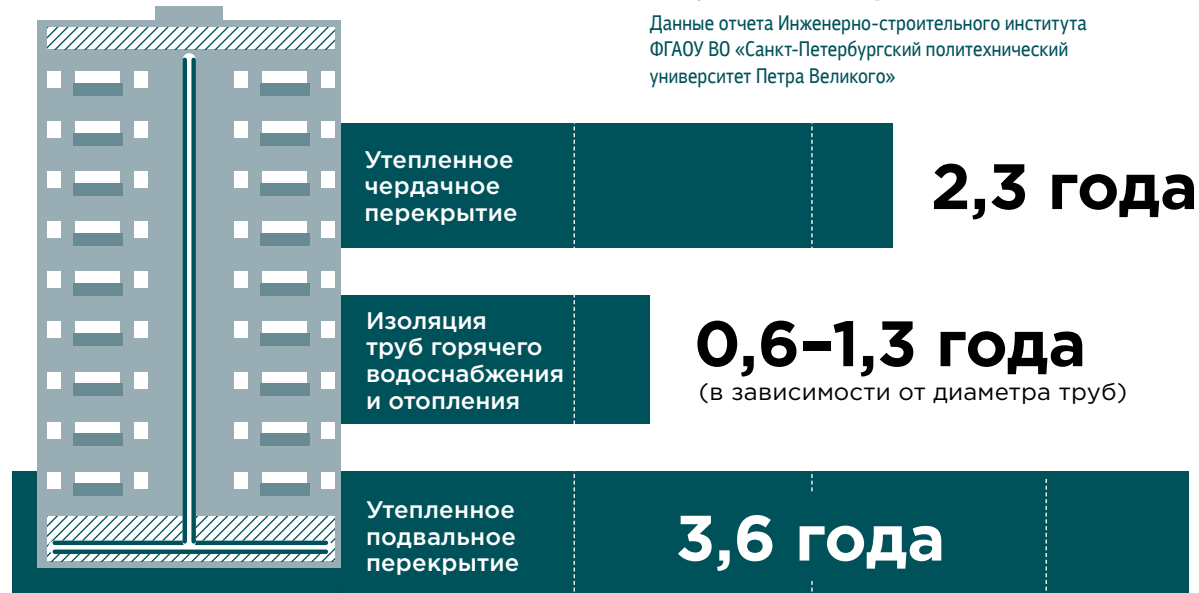 Данные отчета Инженерно-строительного института
ФГАОУ ВО «Санкт-Петербургский политехнический
университет Петра Великого»
Утепленное
чердачное
перекрытие
2,3 года
Изоляция
труб горячего
водоснабжения
и отопления
0,6–1,3 года
(в зависимости от диаметра труб)
Утепленное
подвальное
перекрытие
3,6 года